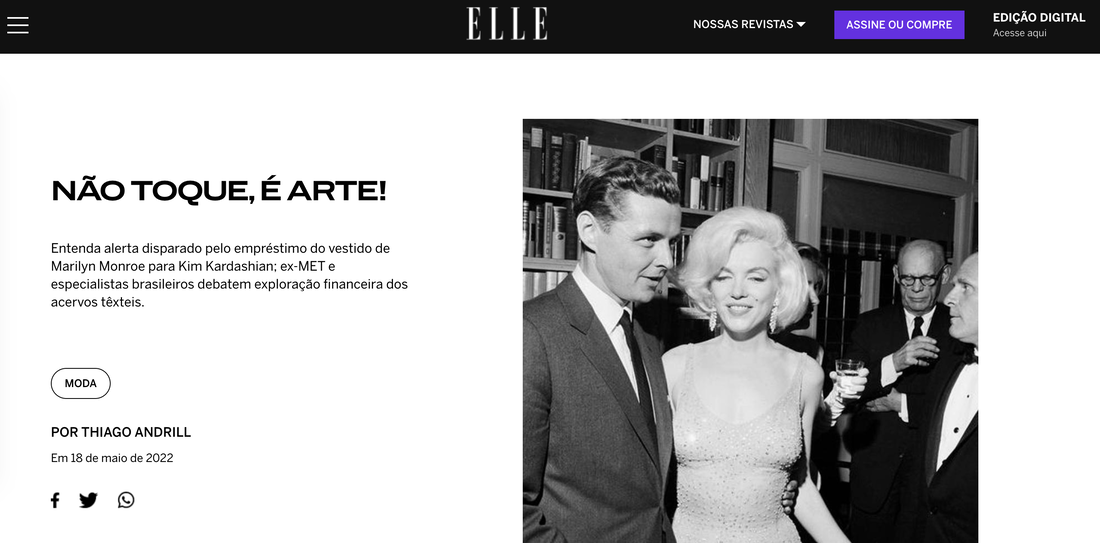 ELLE
NOSSAS REVISTAS
ASSINE OU COMPRE
EDIÇÃO DIGITAL
Acesse aqui
NÃO TOQUE, É ARTE!
Entenda alerta disparado pelo empréstimo do vestido de
Marilyn Monroe para Kim Kardashian; ex-MET e
especialistas brasileiros debatem exploração financeira dos
acervos têxteis.
MODA
POR THIAGO ANDRILL
Em 18 de maio de 2022